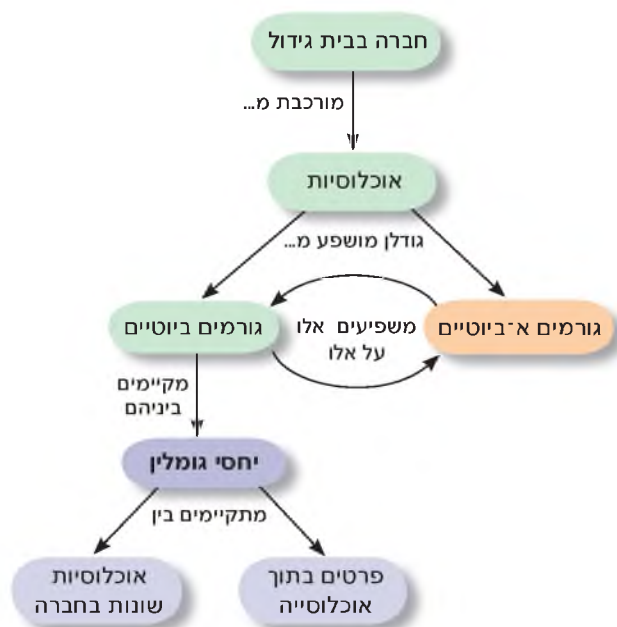 חברה בבית גידול
מורכבת מ...
אוכלוסיות
גודלן מושפע מ...
גורמים א־ביוטיים
משפיעים אלו
על אלו
גורמים ביוטיים
מקיימים
ביניהם
יחסי גומלין
מתקיימים בין
פרטים בתוך
אוכלוסייה
אוכלוסיות
שונות בחברה